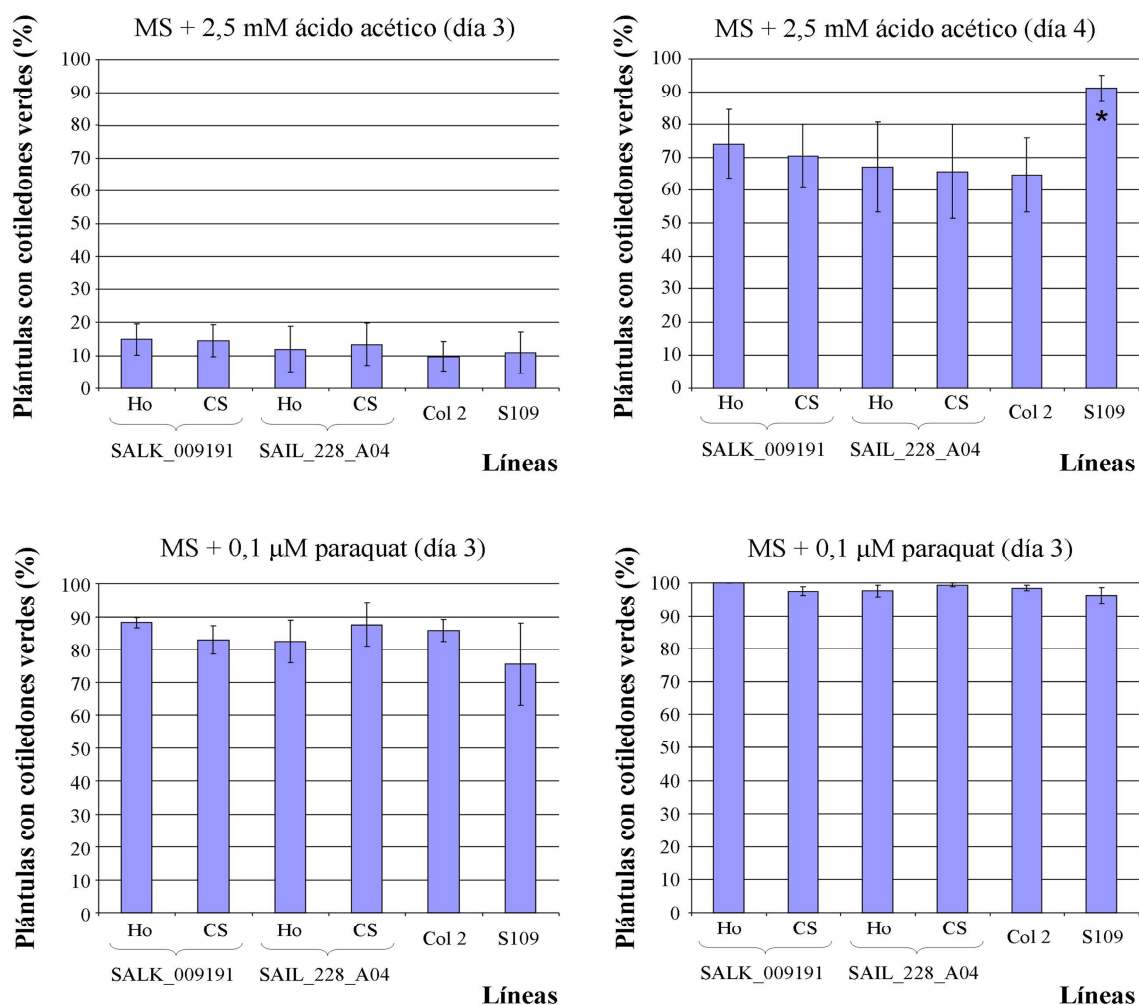 MS + 2,5 mM ácido acético (día 3)
Plántulas con cotiledones verdes (%)
100
90
80
70
60
50
40
30
20
10
0
Ho CS Ho CS Col 2 S109
SALK_009191 SAIL_228_A04
Líneas
MS + 2,5 mM ácido acético (día 4)
Plántulas con cotiledones verdes (%)
100
90
80
70
60
50
40
30
20
10
0
*
Ho CS Ho CS Col 2 S109
SALK_009191 SAIL_228_A04
Líneas
MS + 0,1 µM paraquat (día 3)
Plántulas con cotiledones verdes (%)
100
90
80
70
60
50
40
30
20
10
0
Ho CS Ho CS Col 2 S109
SALK_009191 SAIL_228_A04
Líneas
MS + 0,1 µM paraquat (día 3)
Plántulas con cotiledones verdes (%)
100
90
80
70
60
50
40
30
20
10
0
Ho CS Ho CS Col 2 S109
SALK_009191 SAIL_228_A04
Líneas